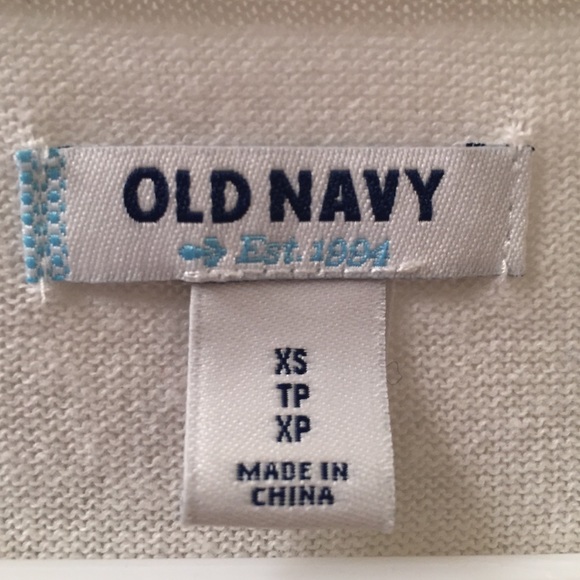 OLD NAVY
Est. 1994
XS
TP
XP
MADE IN
CHINA